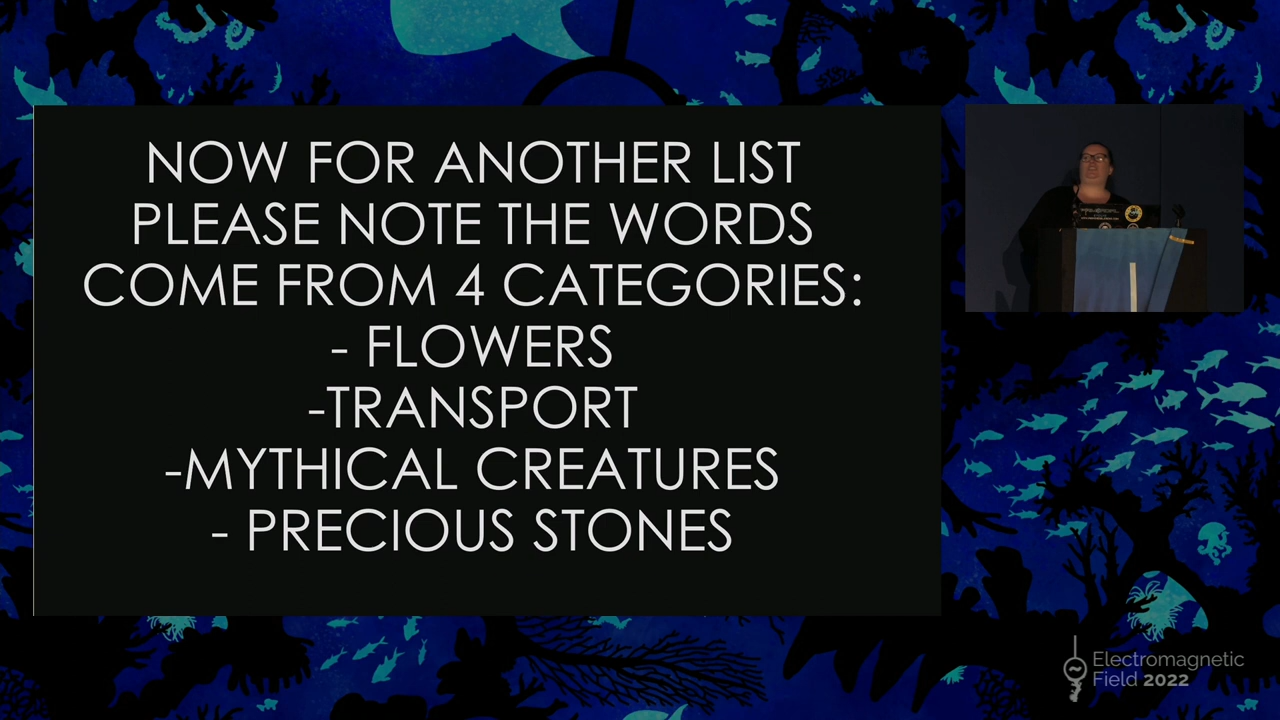 NOW FOR ANOTHER LIST
PLEASE NOTE THE WORDS
COME FROM 4 CATEGORIES:
- FLOWERS
-TRANSPORT
-MYTHICAL CREATURES
- PRECIOUS STONES
Electromagnetic
Field 2022